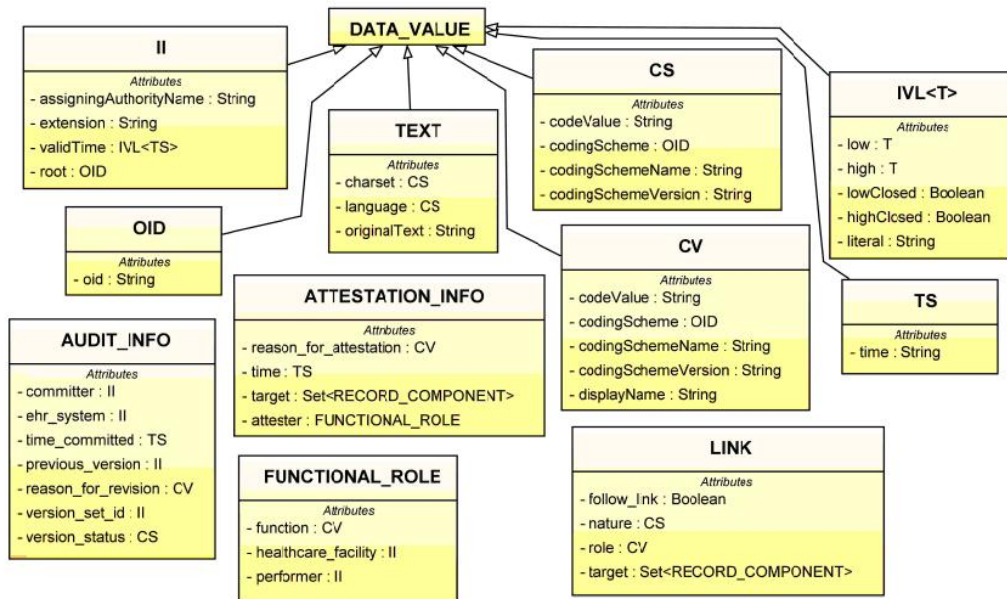 DATA_VALUE
II
Attributes
- assigningAuthorityName : String
- extension : String
- validTime : IVL<TS>
- root : OID
OID
Attributes
- oid : String
TEXT
Attributes
- charset : CS
- language : CS
- originalText : String
CS
Attributes
- codeValue : String
- codingScheme : OID
- codingSchemeName : String
- codingSchemeVersion : String
IVL<T>
Attributes
- low : T
- high : T
- lowClosed : Boolean
- highClosed : Boolean
- literal : String
CV
Attributes
- codeValue : String
- codingScheme : OID
- codingSchemeName : String
- codingSchemeVersion : String
- displayName : String
TS
Attributes
- time : String
AUDIT_INFO
Attributes
- committer : II
- ehr_system : II
- time_committed : TS
- previous_version : II
- reason_for_revision : CV
- version_set_id : II
- version_status : CS
ATTESTATION_INFO
Attributes
- reason_for_attestation : CV
- time : TS
- target : Set<RECORD_COMPONENT>
- attester : FUNCTIONAL_ROLE
FUNCTIONAL_ROLE
Attributes
- function : CV
- healthcare_facility : II
- performer : II
LINK
Attributes
- follow_link : Boolean
- nature : CS
- role : CV
- target : Set<RECORD_COMPONENT>